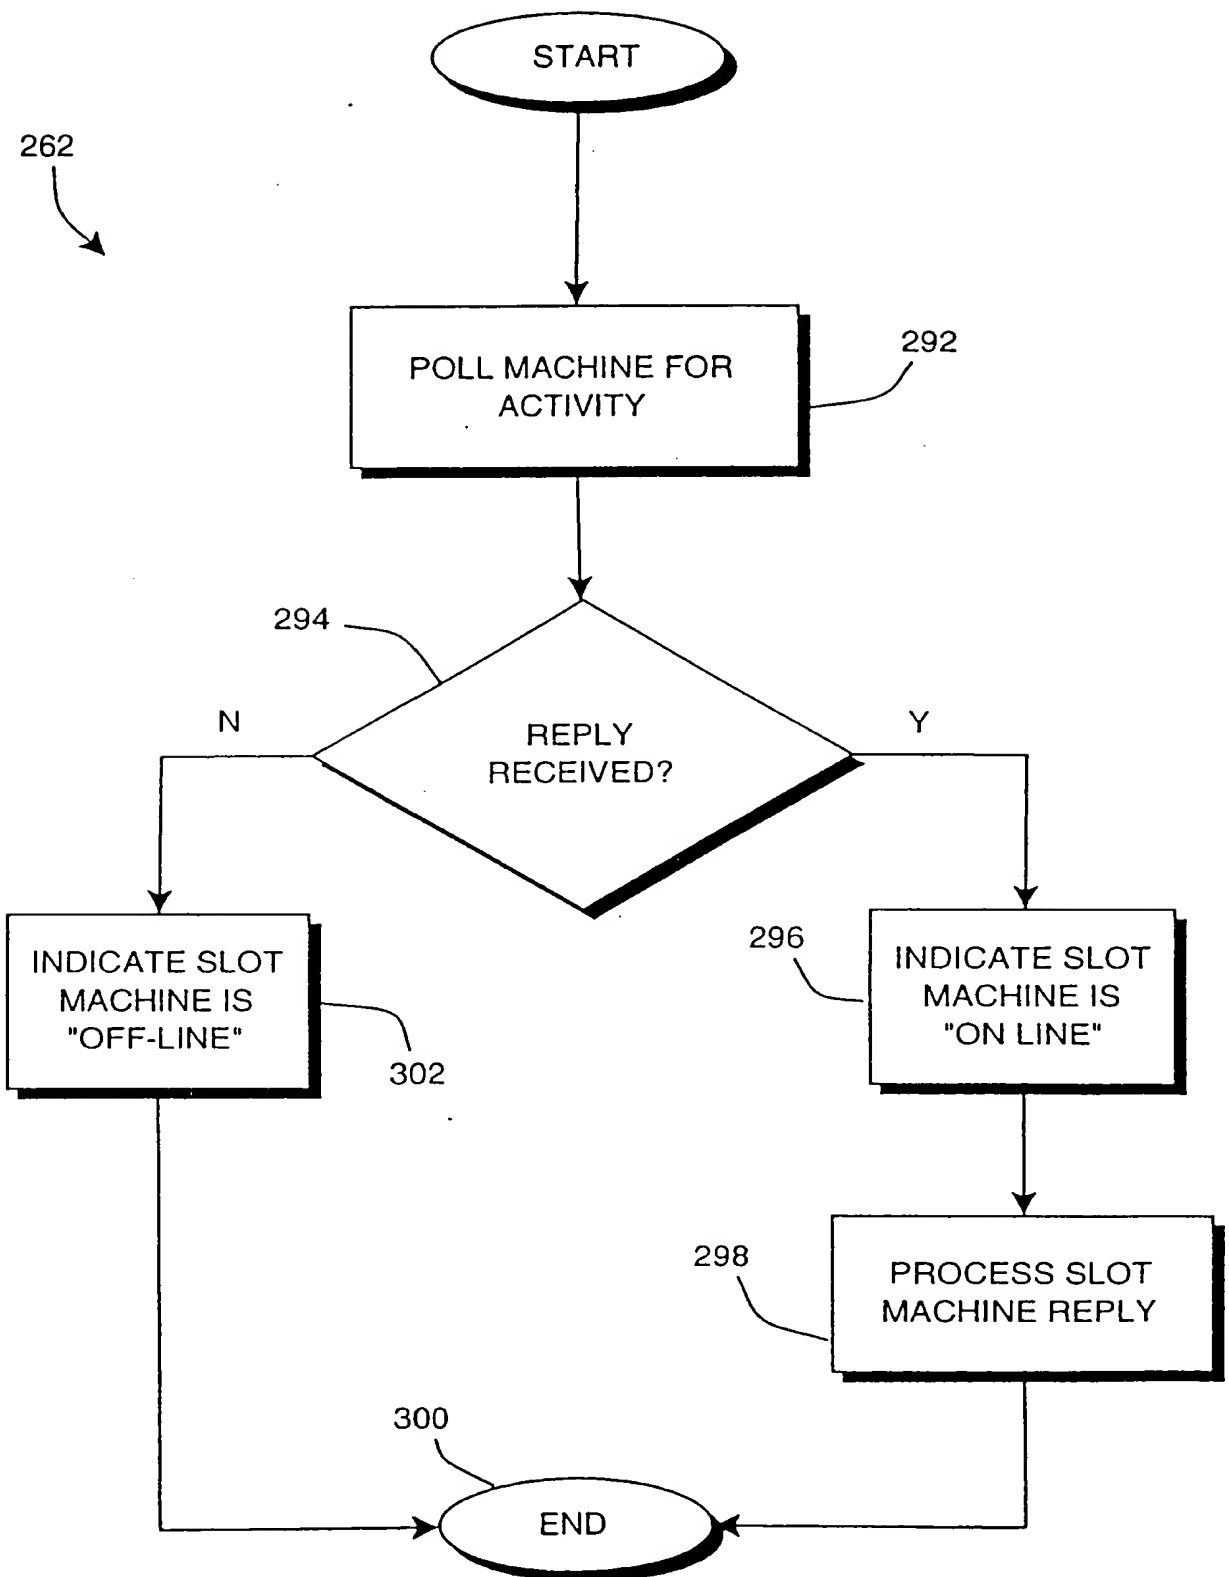 START
262
POLL MACHINE FOR
ACTIVITY
292
294
N
Y
REPLY
RECEIVED?
INDICATE SLOT
MACHINE IS
"OFF-LINE"
302
296
INDICATE SLOT
MACHINE IS
"ON LINE"
298
PROCESS SLOT
MACHINE REPLY
300
END